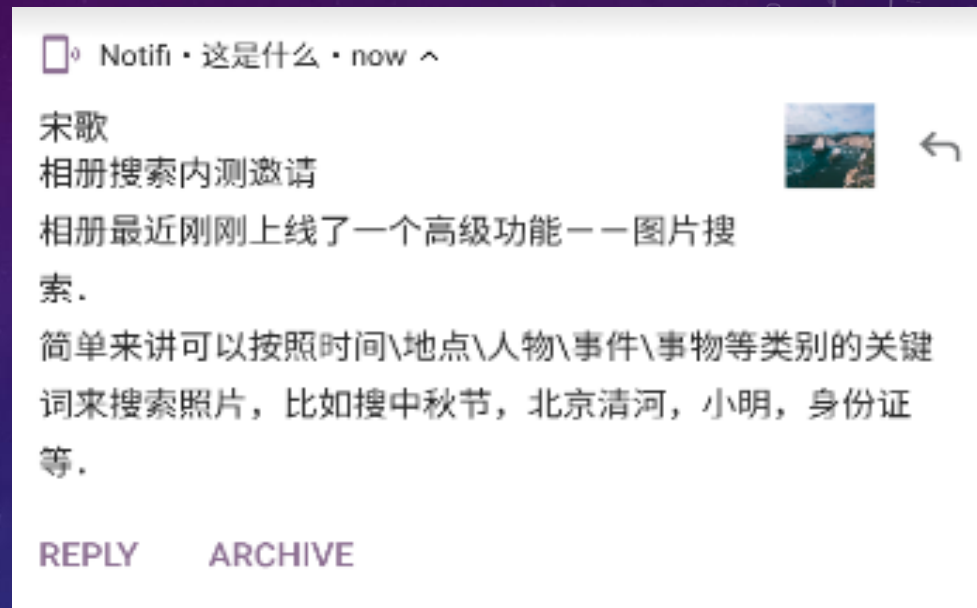 Notifi • 这是什么 • now
宋歌
相册搜索内测邀请
相册最近刚刚上线了一个高级功能——图片搜
索.
简单来讲可以按照时间\地点\人物\事件\事物等类别的关键
词来搜索照片，比如搜中秋节，北京清河，小明，身份证
等.
REPLY ARCHIVE